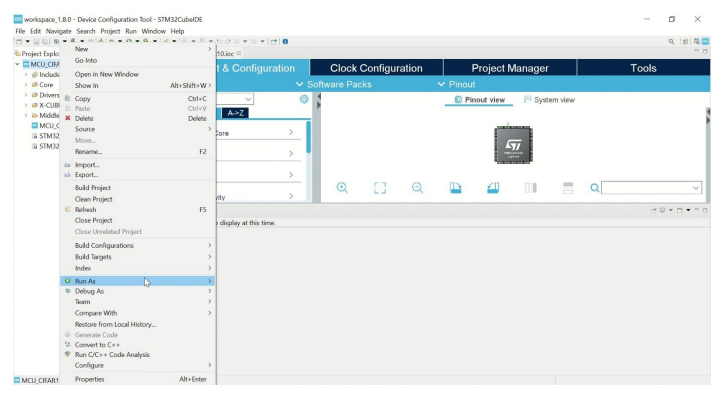 workspace_1.8.0 - Device Configuration Tool - STM32CubeIDE
File Edit Navigate Search Project Run Window Help
Project Explo
10.ioc
MCU_CIFA
Include
Core
Drivers
X-CUB
Middle
MCU_C
STM32
STM32
New
Go Into
Open in New Window
Show In Alt+Shift+W >
Copy Ctrl+C
Paste Ctrl+V
Delete Delete
Source
Move...
Rename... F2
Import...
Export...
Build Project
Clean Project
Refresh F5
Close Project
Close Unrelated Project
Build Configurations
Build Targets
Index
Run As
Debug As
Team
Compare With
Restore from Local History...
Generate Code
Convert to C++
Run C/C++ Code Analysis
Configure
Properties Alt+Enter
t & Configuration Clock Configuration Project Manager Tools
Software Packs Pinout
A->Z
Core
vity
Pinout view System view
o display at this time.
MCU_CIFAR1